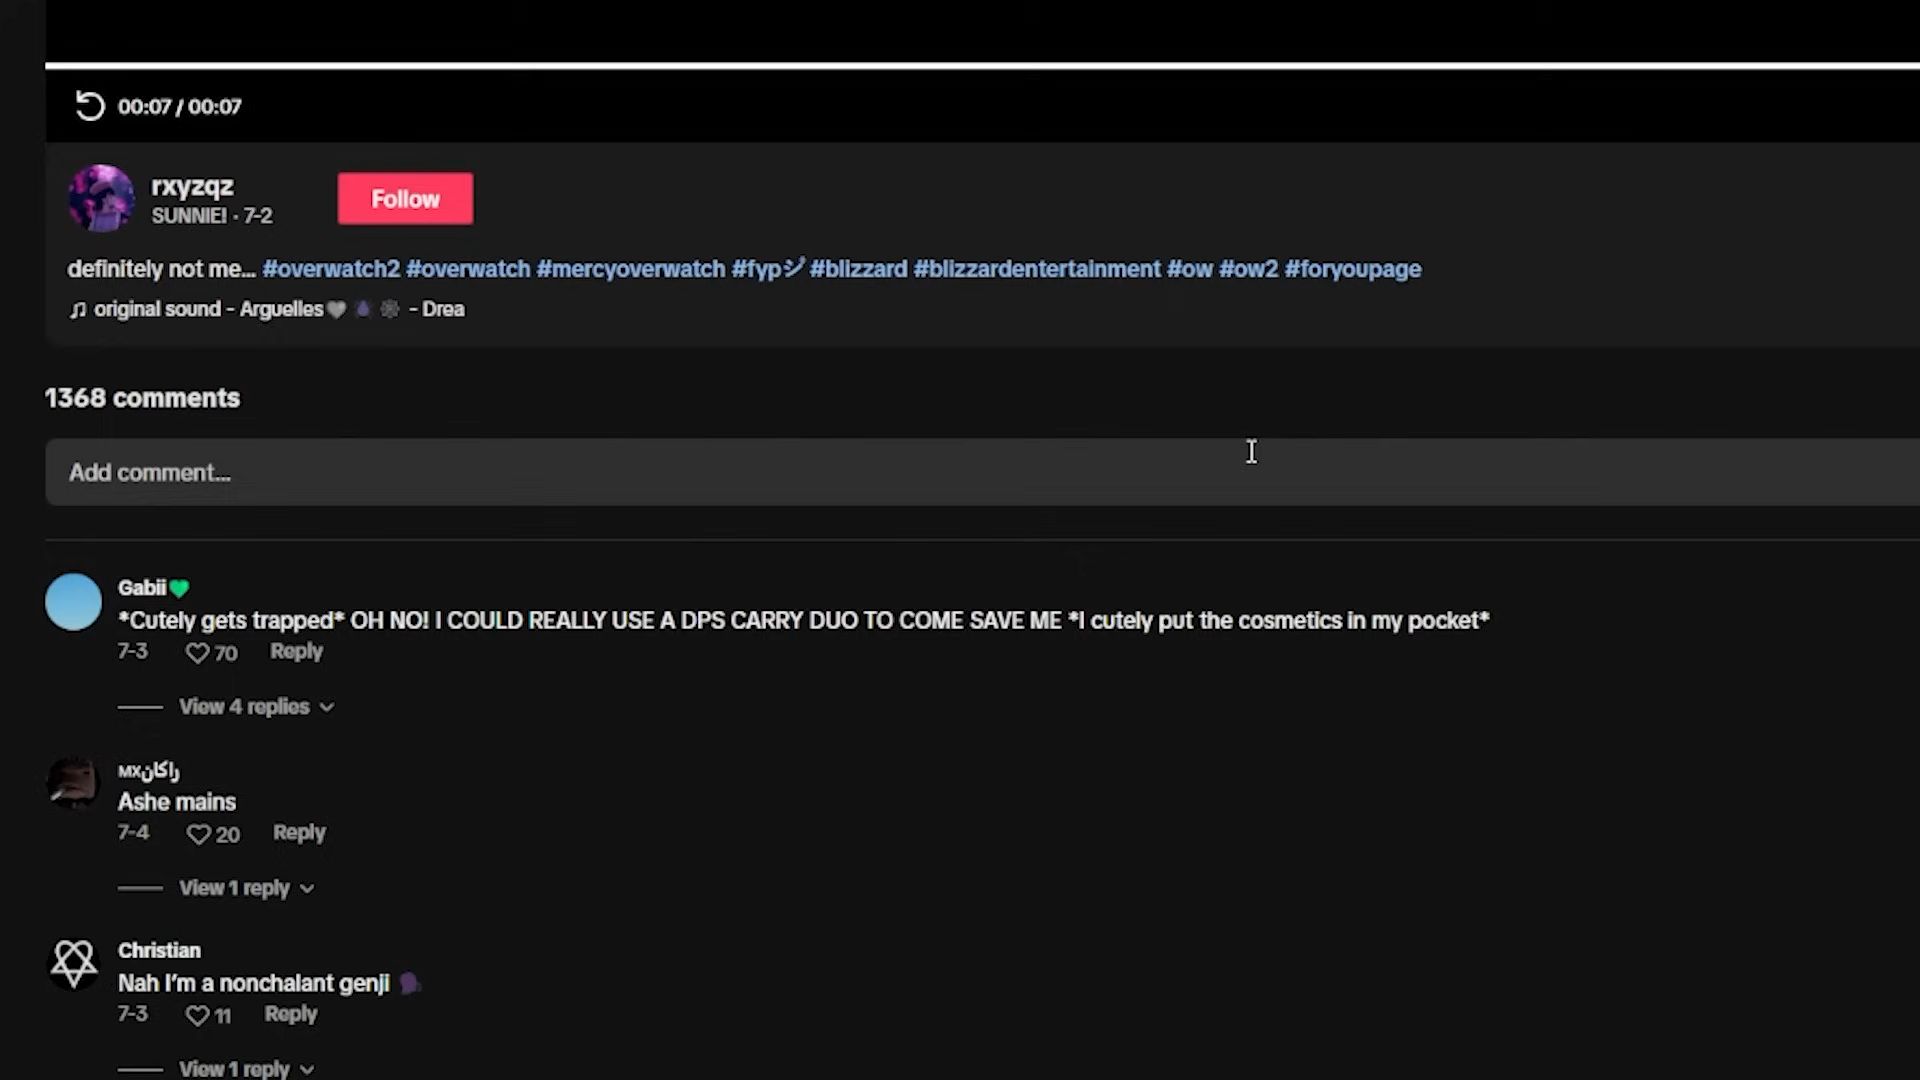 00:07 / 00:07
rxyzqz
SUNNIE! · 7-2
Follow
definitely not me... #overwatch2 #overwatch #mercyoverwatch #fypシ #blizzard #blizzardentertainment #ow #ow2 #foryoupage
original sound - Arguelles🤍 - Drea
1368 comments
Add comment...
Gabii💚
*Cutely gets trapped* OH NO! I COULD REALLY USE A DPS CARRY DUO TO COME SAVE ME *I cutely put the cosmetics in my pocket*
7-3 70 Reply
View 4 replies
راكانMX
Ashe mains
7-4 20 Reply
View 1 reply
Christian
Nah I'm a nonchalant genji
7-3 11 Reply
View 1 reply